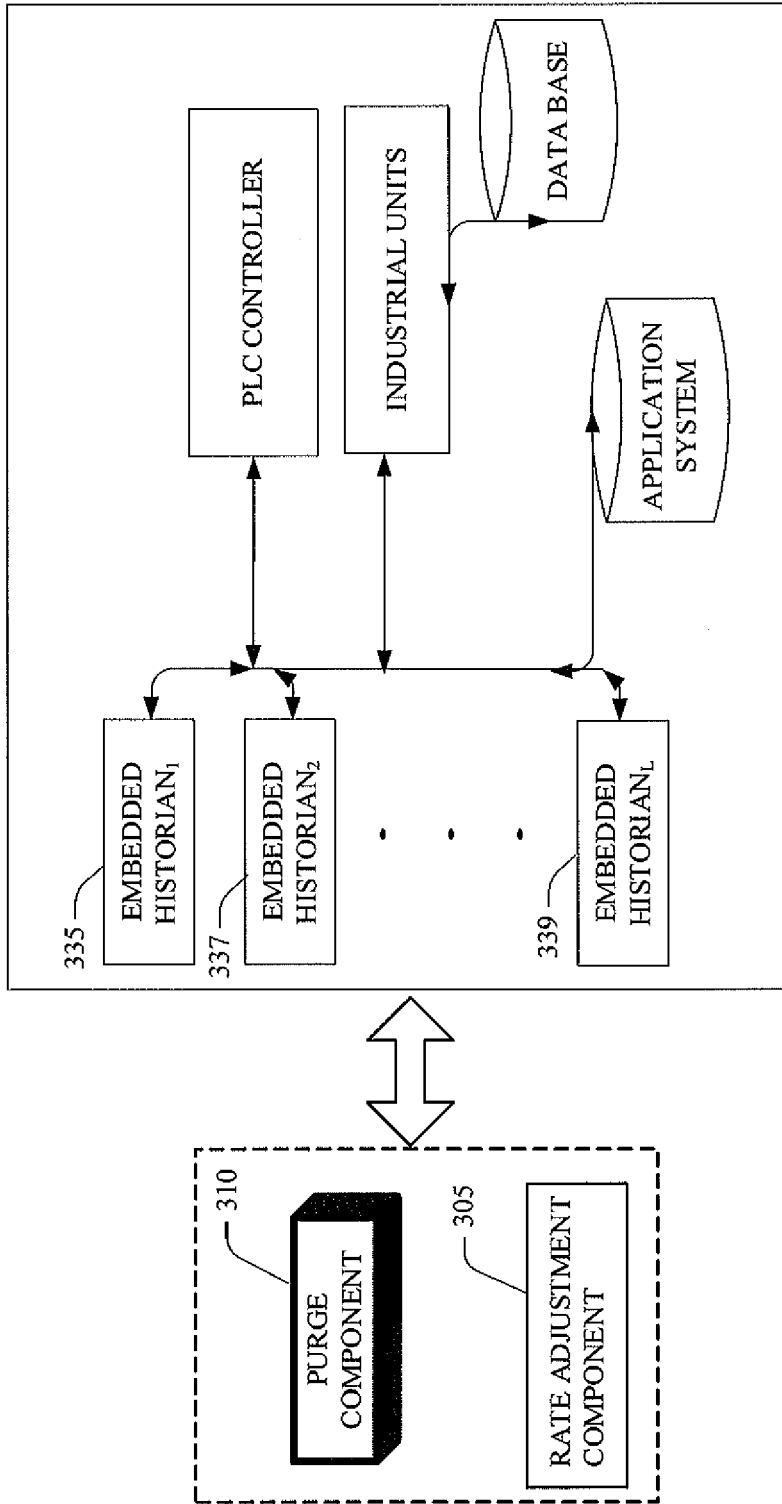 310
PURGE
COMPONENT
305
RATE ADJUSTMENT
COMPONENT
335
EMBEDDED
HISTORIAN1
337
EMBEDDED
HISTORIAN2
339
EMBEDDED
HISTORIANL
PLC CONTROLLER
INDUSTRIAL UNITS
DATA BASE
APPLICATION
SYSTEM